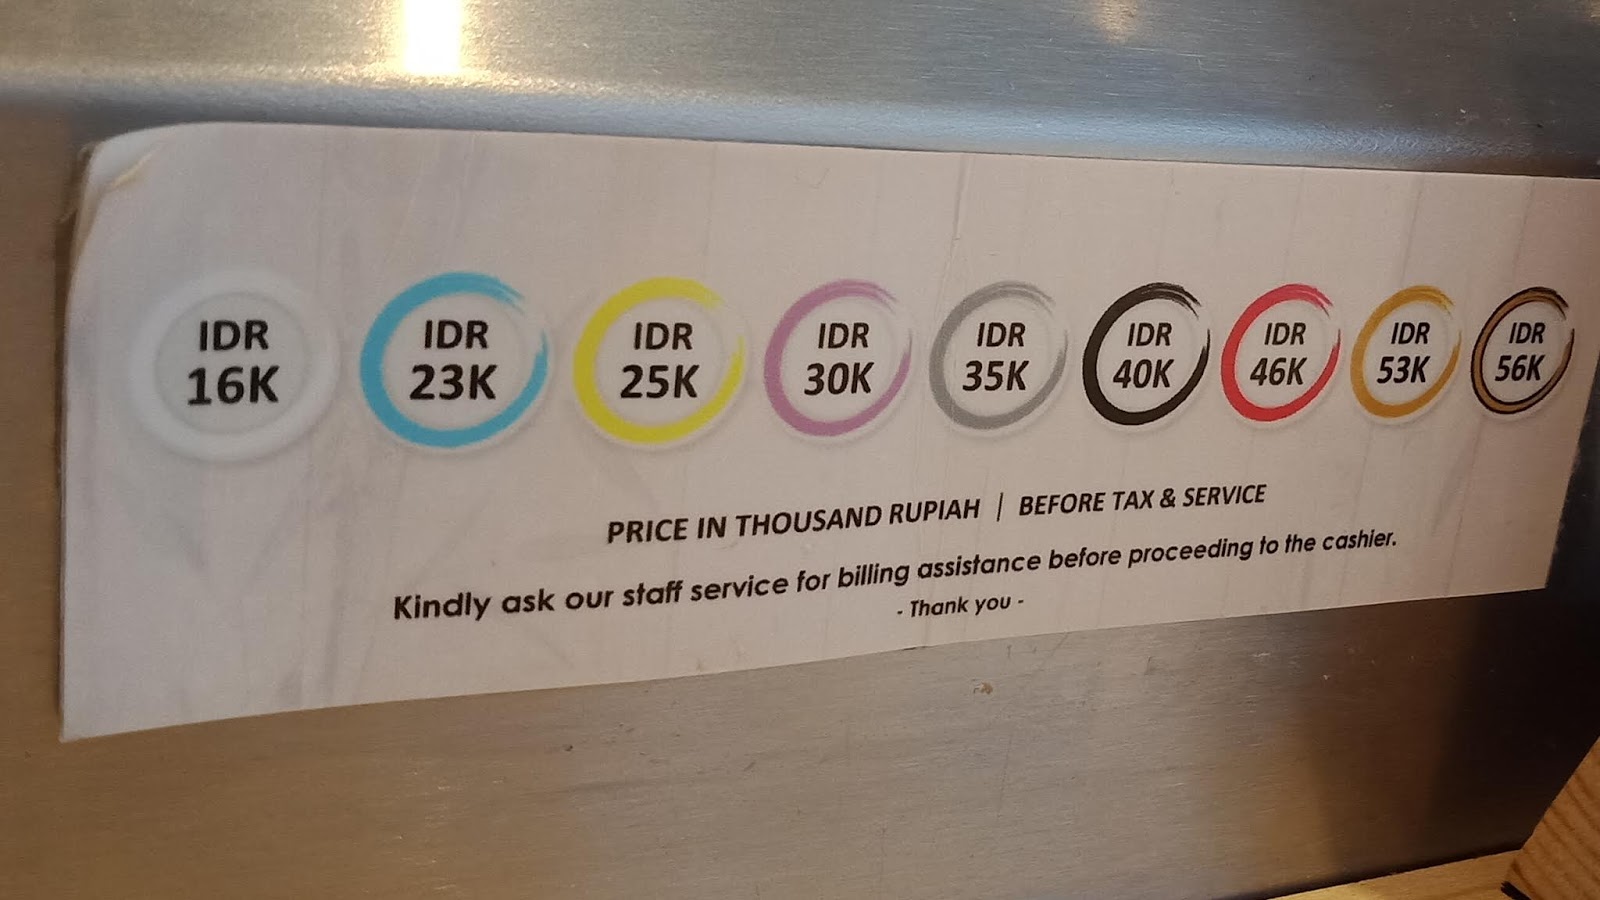 IDR 16K
IDR 23K
IDR 25K
IDR 30K
IDR 35K
IDR 40K
IDR 46K
IDR 53K
IDR 56K
PRICE IN THOUSAND RUPIAH | BEFORE TAX & SERVICE
Kindly ask our staff service for billing assistance before proceeding to the cashier.
- Thank you -